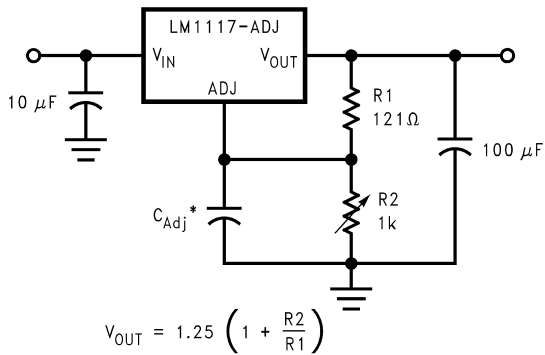 LM1117-ADJ
V_IN
V_OUT
ADJ
10 μF
R1
121Ω
100 μF
C_Adj*
R2
1k
V_OUT = 1.25 (1 + R2/R1)